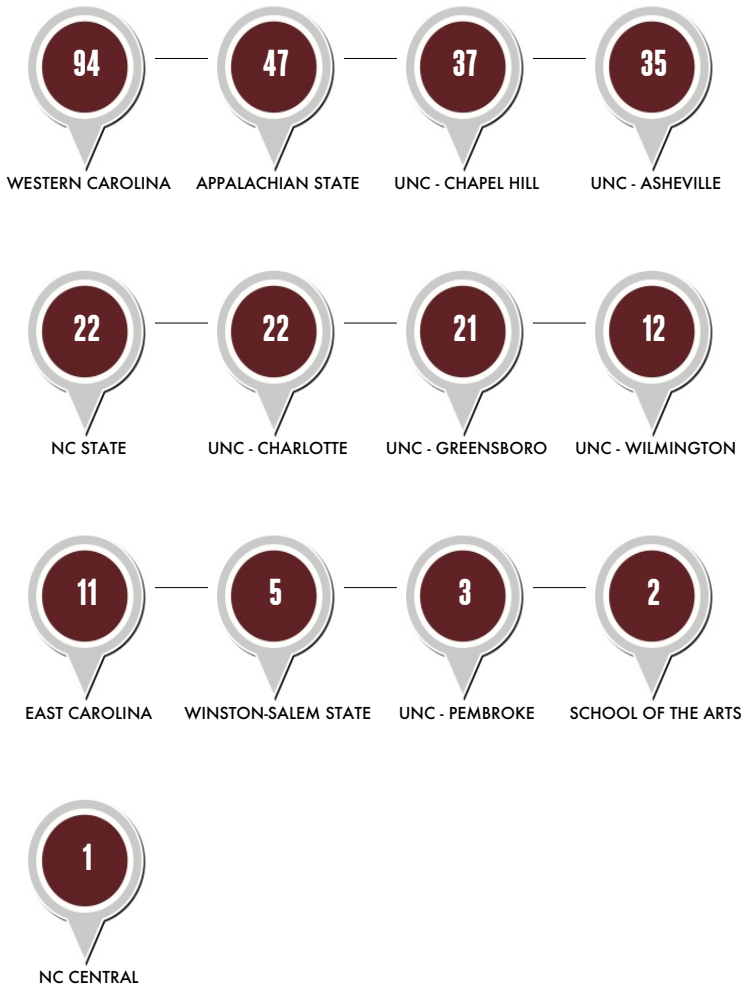 94 47 37 35
WESTERN CAROLINA APPALACHIAN STATE UNC - CHAPEL HILL UNC - ASHEVILLE
22 22 21 12
NC STATE UNC - CHARLOTTE UNC - GREENSBORO UNC - WILMINGTON
11 5 3 2
EAST CAROLINA WINSTON-SALEM STATE UNC - PEMBROKE SCHOOL OF THE ARTS
1
NC CENTRAL